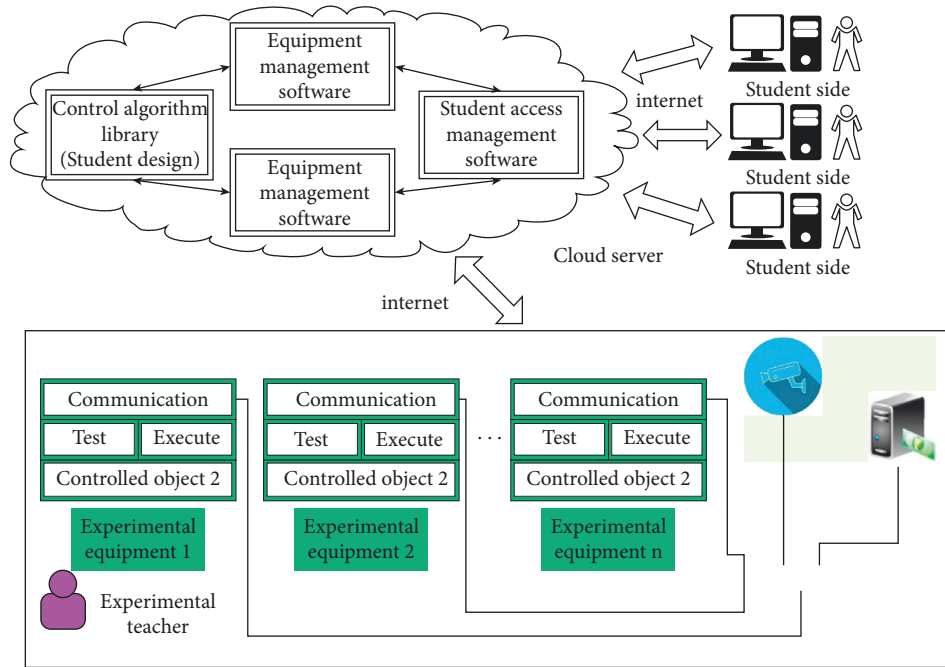 Equipment
management
software
Control algorithm
library
(Student design)
Student access
management
software
Equipment
management
software
internet
Student side
Student side
Student side
Cloud server
internet
Communication
Test
Execute
Controlled object 2
Experimental
equipment 1
Communication
Test
Execute
Controlled object 2
Experimental
equipment 2
...
Communication
Test
Execute
Controlled object 2
Experimental
equipment n
Experimental
teacher